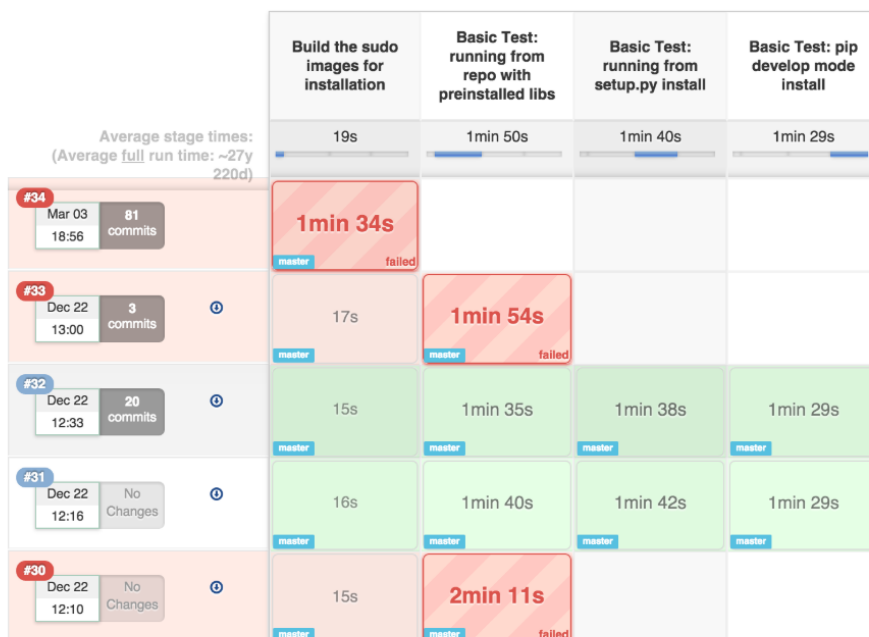 Build the sudo
images for
installation
Basic Test:
running from
repo with
preinstalled libs
Basic Test:
running from
setup.py install
Basic Test: pip
develop mode
install
Average stage times:
(Average full run time: ~27y
220d)
19s
1min 50s
1min 40s
1min 29s
#34
Mar 03
18:56
81
commits
1min 34s
master
failed
#33
Dec 22
13:00
3
commits
17s
master
1min 54s
master
failed
#32
Dec 22
12:33
20
commits
15s
master
1min 35s
master
1min 38s
master
1min 29s
master
#31
Dec 22
12:16
No
Changes
16s
master
1min 40s
master
1min 42s
master
1min 29s
master
#30
Dec 22
12:10
No
Changes
15s
master
2min 11s
master
failed